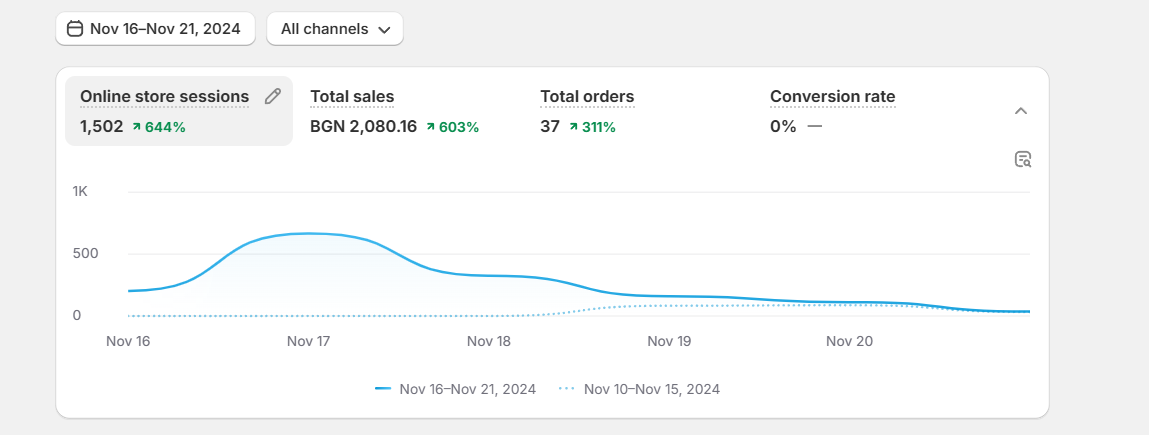 Nov 16–Nov 21, 2024 All channels
Online store sessions Total sales Total orders Conversion rate
1,502 644% BGN 2,080.16 603% 37 311% 0% —
1K
500
0
Nov 16 Nov 17 Nov 18 Nov 19 Nov 20
Nov 16–Nov 21, 2024 Nov 10–Nov 15, 2024